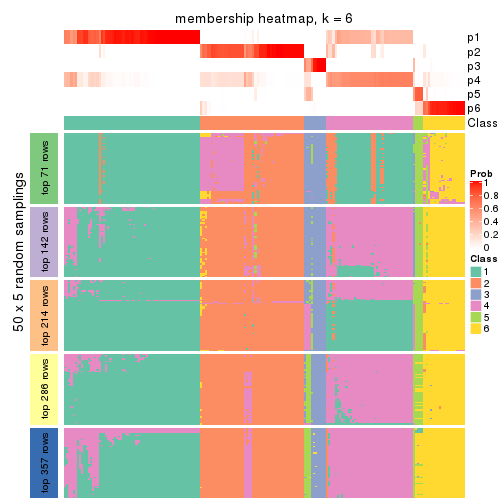 membership heatmap, k = 6
p1
p2
p3
p4
p5
p6
Class
50 x 5 random samplings
top 71 rows
top 142 rows
top 214 rows
top 286 rows
top 357 rows
Prob
1
0.8
0.6
0.4
0.2
0
Class
1
2
3
4
5
6